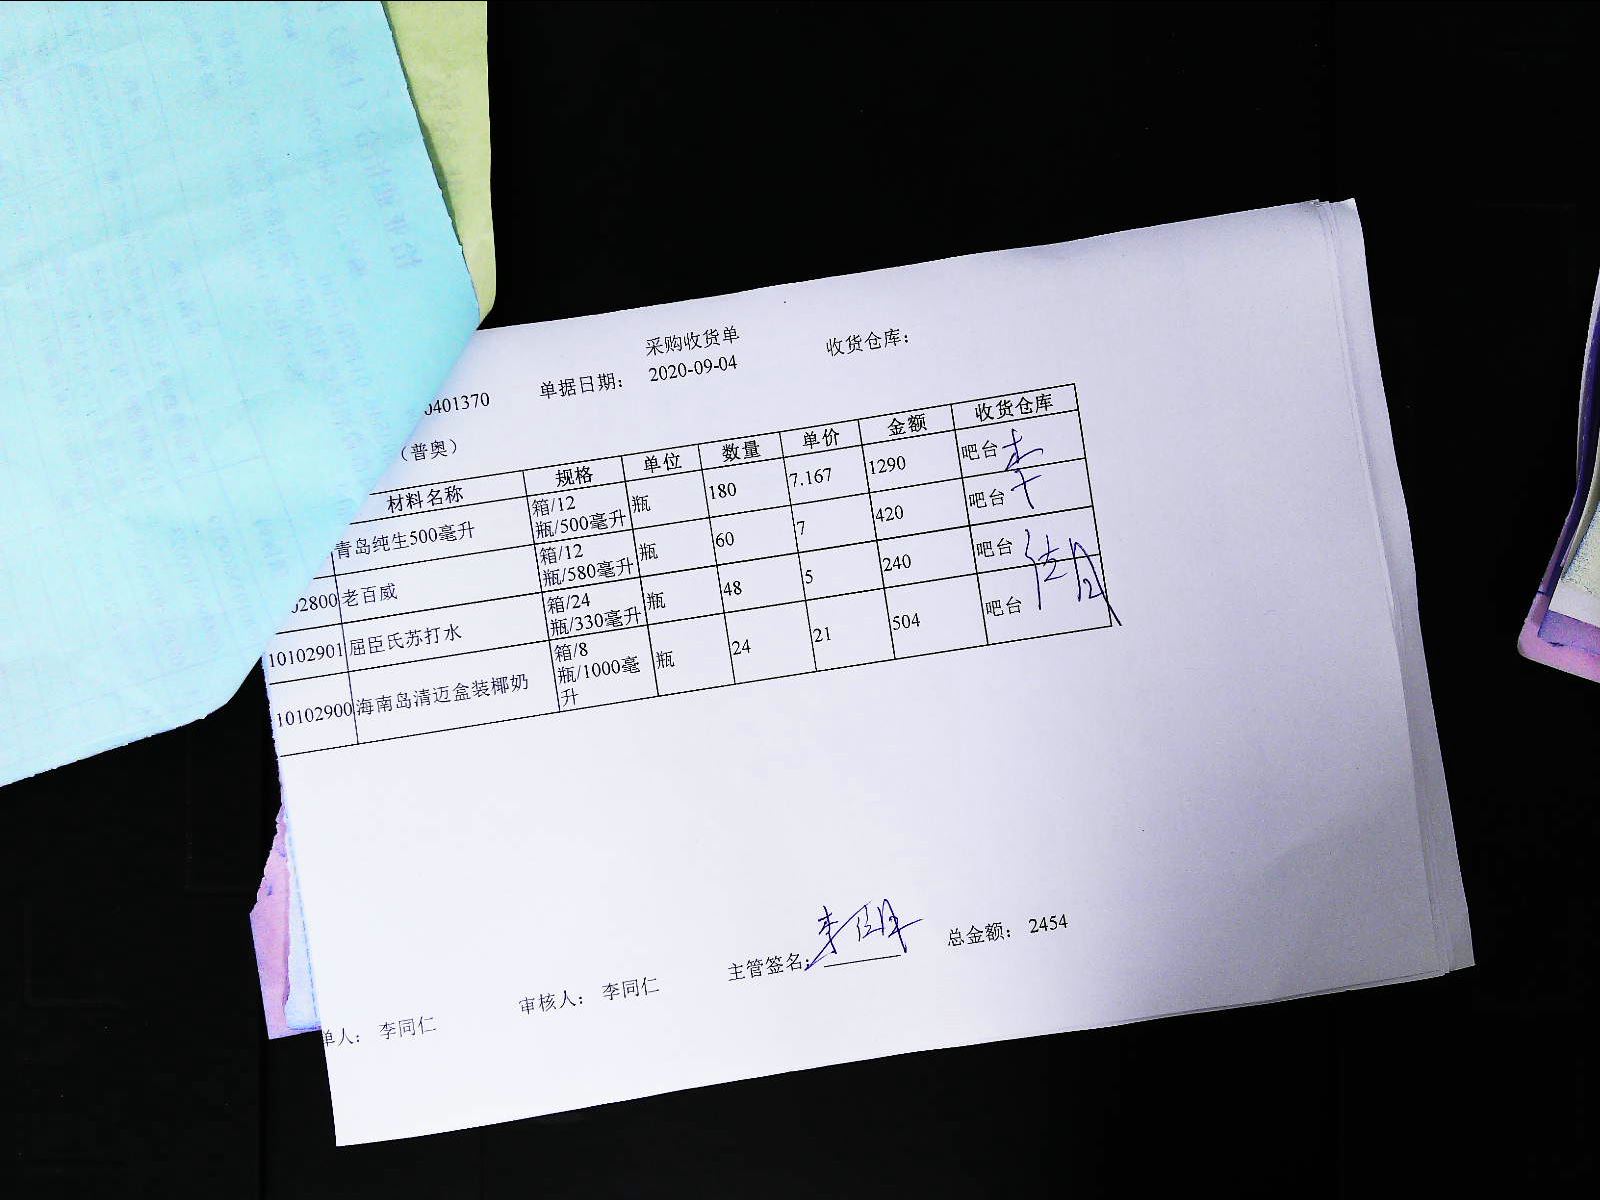 采购收货单
0401370 单据日期： 2020-09-04 收货仓库：
（普奥）
材料名称 规格 单位 数量 单价 金额 收货仓库
青岛纯生500毫升 箱/12瓶/500毫升 瓶 180 7.167 1290 吧台
02800 老百威 箱/12瓶/580毫升 瓶 60 7 420 吧台
10102901 屈臣氏苏打水 箱/24瓶/330毫升 瓶 48 5 240 吧台
10102900 海南岛清迈盒装椰奶 箱/8瓶/1000毫升 瓶 24 21 504 吧台
单人： 李同仁 审核人： 李同仁 主管签名： 总金额： 2454